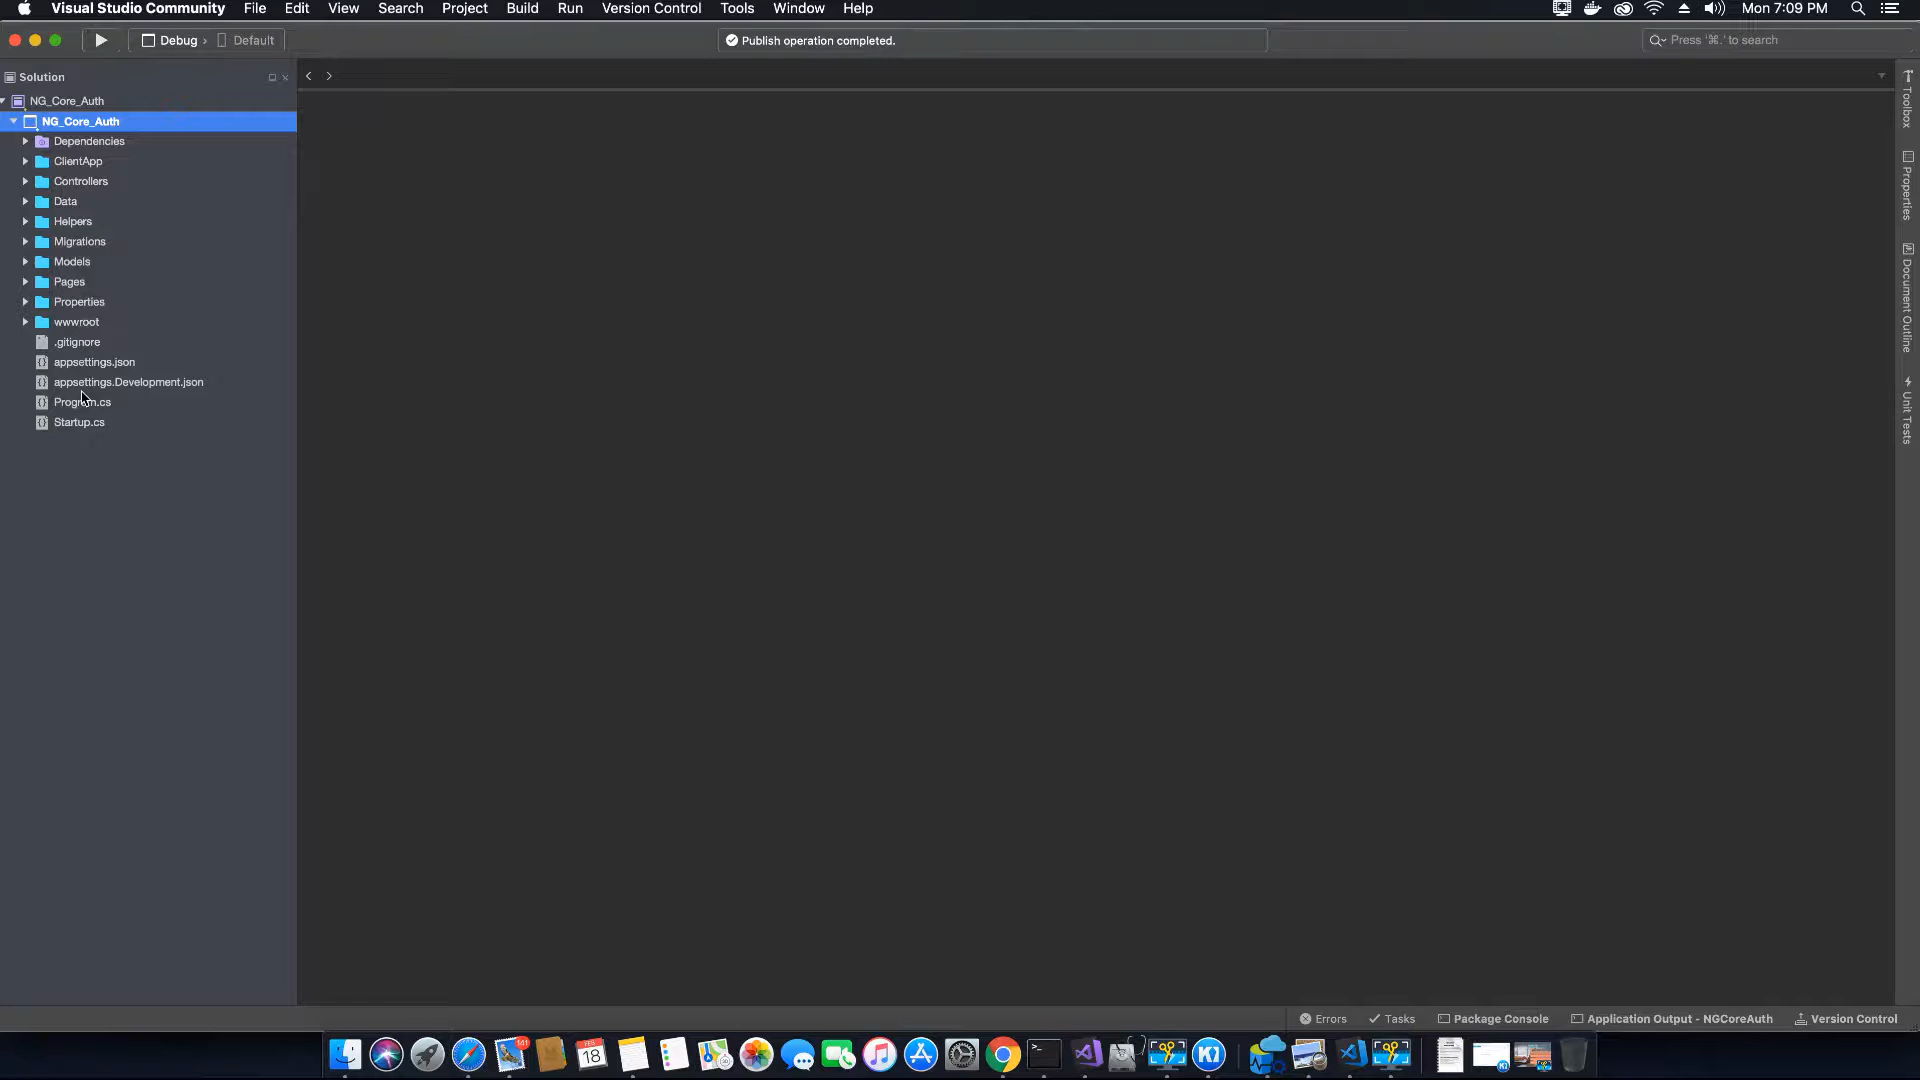 Visual Studio Community File Edit View Search Project Build Run Version Control Tools Window Help Mon 7:09 PM
Debug › Default Publish operation completed. Press '⌘.' to search
Solution
NG_Core_Auth
NG_Core_Auth
Dependencies
ClientApp
Controllers
Data
Helpers
Migrations
Models
Pages
Properties
wwwroot
.gitignore
appsettings.json
appsettings.Development.json
Program.cs
Startup.cs
Toolbox
Properties
Document Outline
Unit Tests
Errors Tasks Package Console Application Output - NGCoreAuth Version Control
141
FEB
18